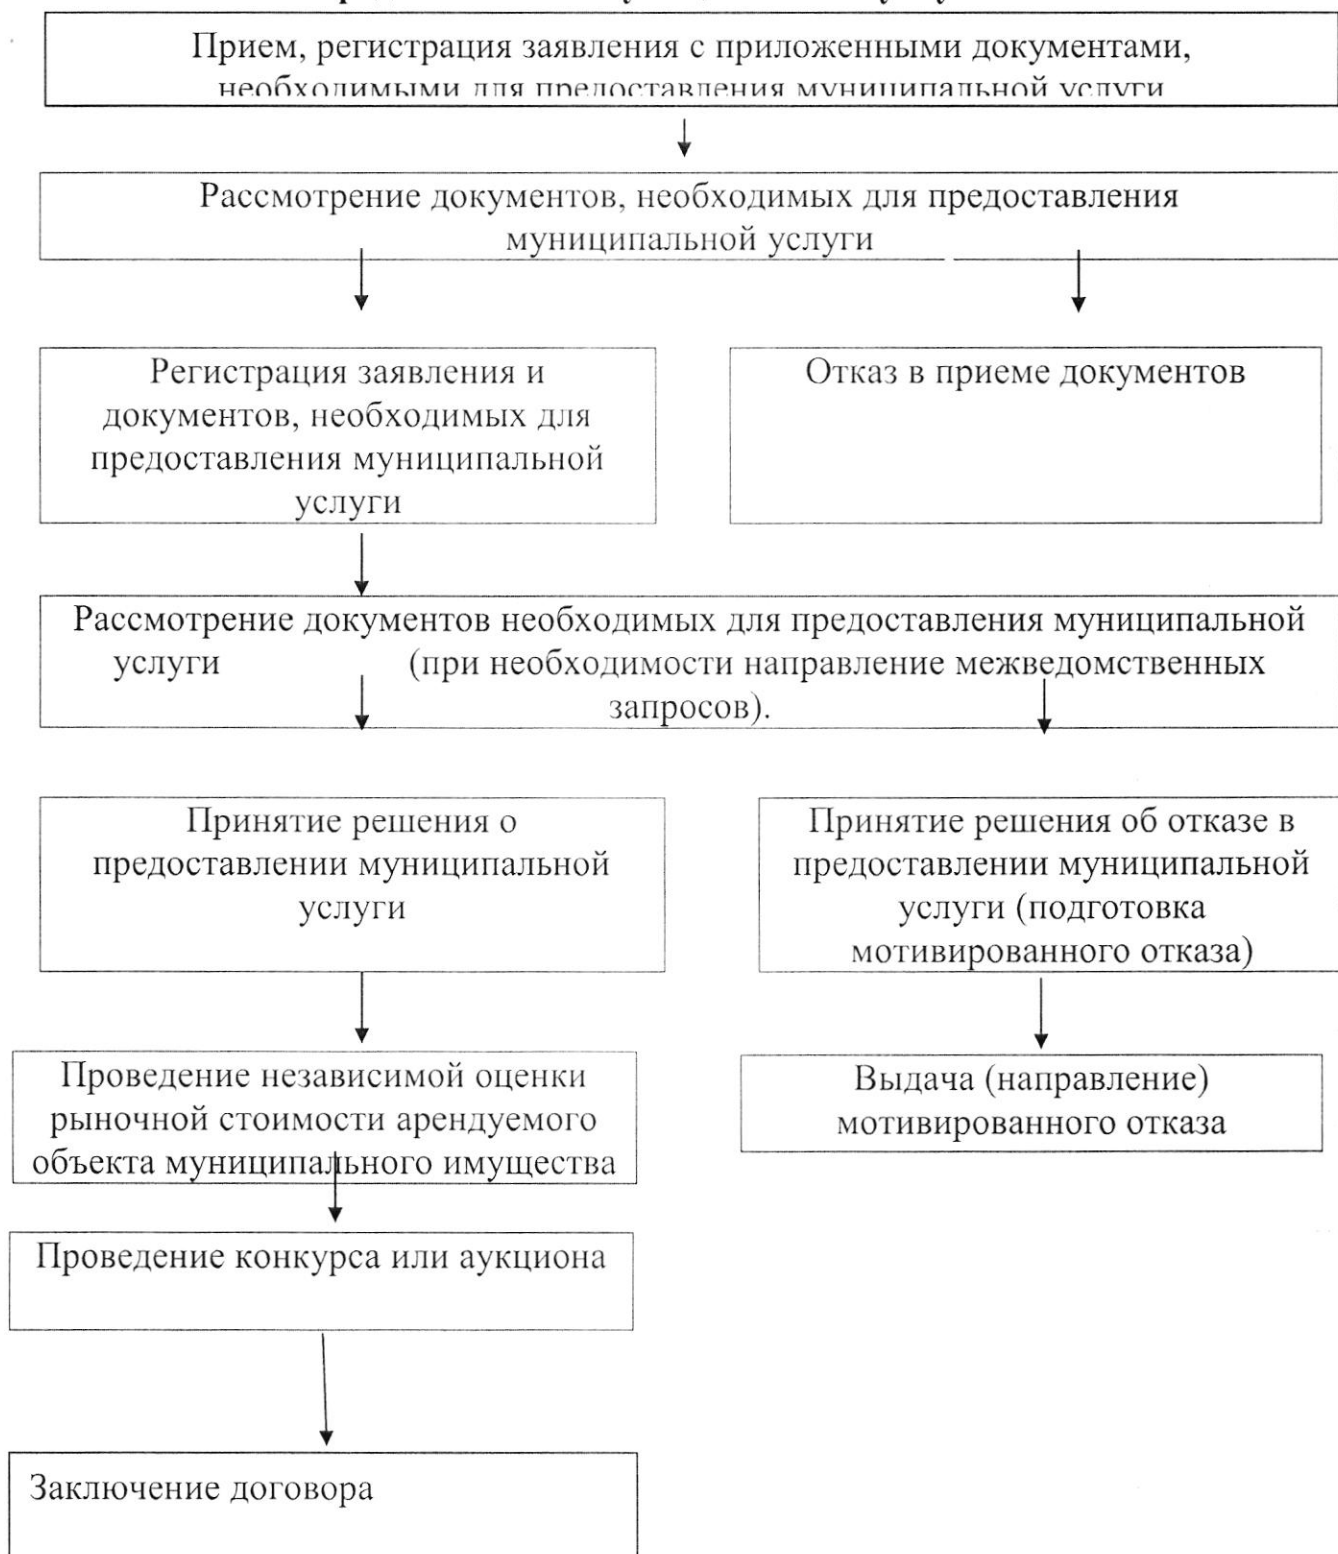 Прием, регистрация заявления с приложенными документами,
необходимыми для предоставления муниципальной услуги
Рассмотрение документов, необходимых для предоставления
муниципальной услуги
Регистрация заявления и
документов, необходимых для
предоставления муниципальной
услуги
Отказ в приеме документов
Рассмотрение документов необходимых для предоставления муниципальной
услуги (при необходимости направление межведомственных
запросов).
Принятие решения о
предоставлении муниципальной
услуги
Принятие решения об отказе в
предоставлении муниципальной
услуги (подготовка
мотивированного отказа)
Проведение независимой оценки
рыночной стоимости арендуемого
объекта муниципального имущества
Выдача (направление)
мотивированного отказа
Проведение конкурса или аукциона
Заключение договора